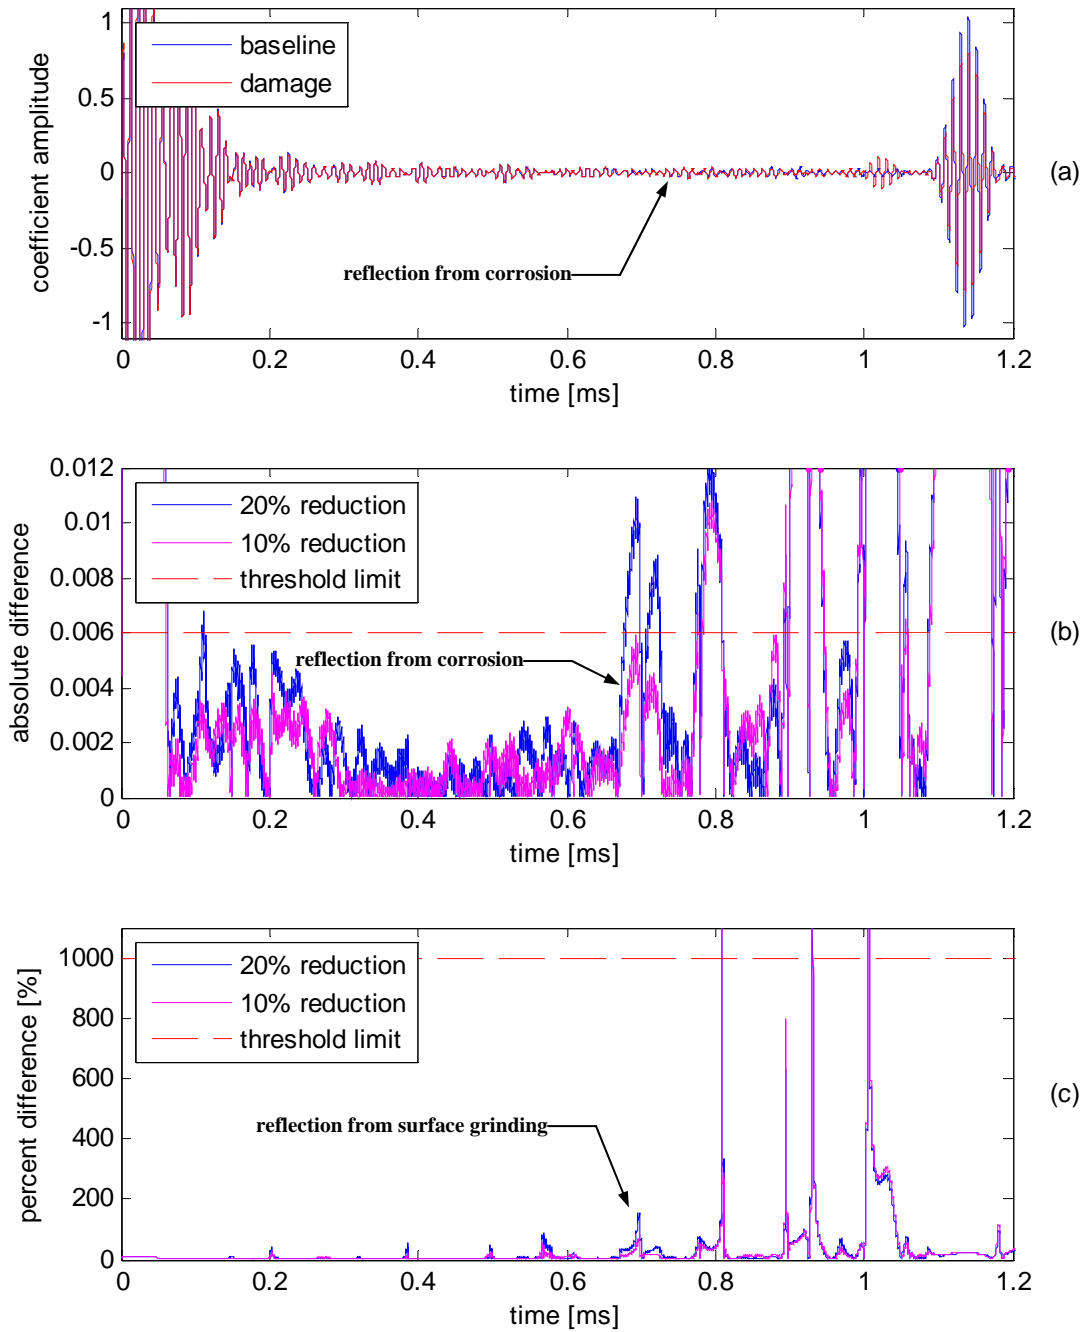 1
0.5
0
-0.5
-1
coefficient amplitude
baseline
damage
reflection from corrosion
(a)
0 0.2 0.4 0.6 0.8 1 1.2
time [ms]
0.012
0.01
0.008
0.006
0.004
0.002
0
absolute difference
20% reduction
10% reduction
threshold limit
reflection from corrosion
(b)
0 0.2 0.4 0.6 0.8 1 1.2
time [ms]
1000
800
600
400
200
0
percent difference [%]
20% reduction
10% reduction
threshold limit
reflection from surface grinding
(c)
0 0.2 0.4 0.6 0.8 1 1.2
time [ms]